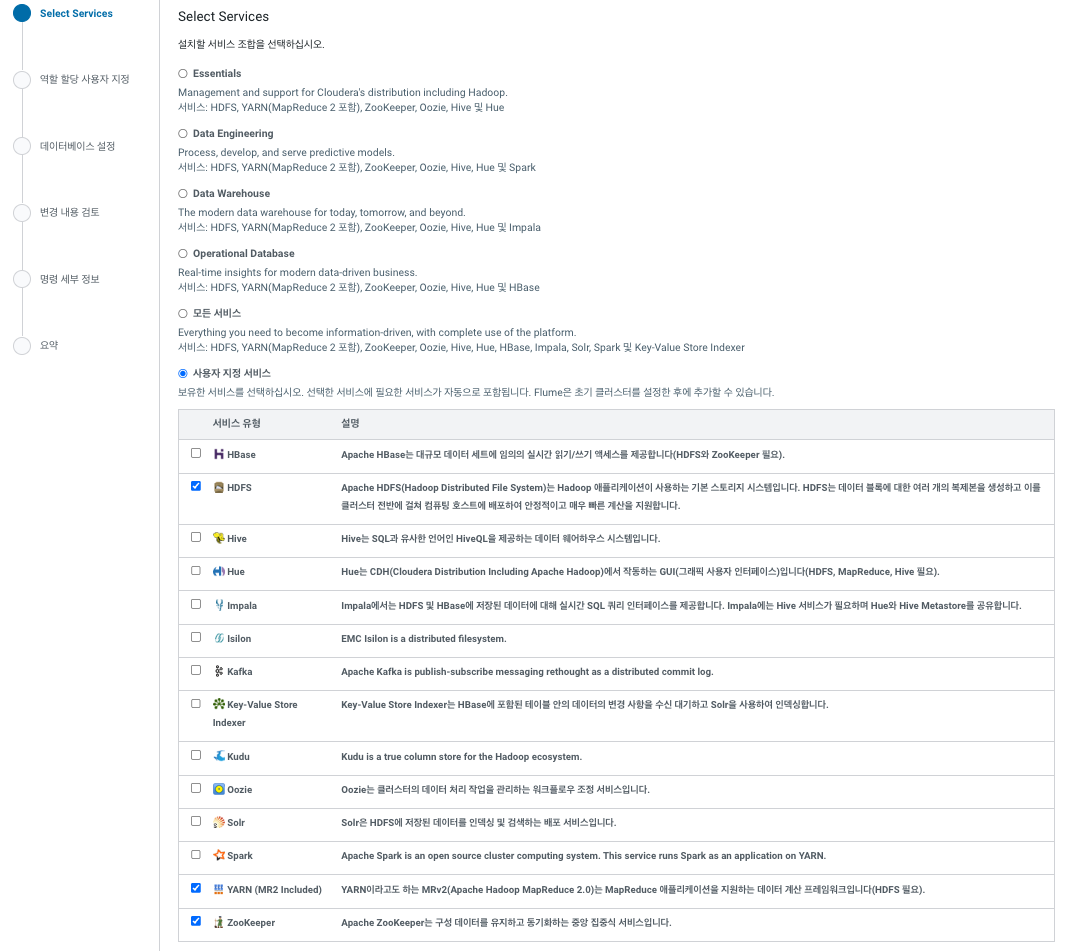 Select Services
역할 할당 사용자 지정
데이터베이스 설정
변경 내용 검토
명령 세부 정보
요약
Select Services
설치할 서비스 조합을 선택하십시오.
Essentials
Management and support for Cloudera's distribution including Hadoop.
서비스: HDFS, YARN(MapReduce 2 포함), ZooKeeper, Oozie, Hive 및 Hue
Data Engineering
Process, develop, and serve predictive models.
서비스: HDFS, YARN(MapReduce 2 포함), ZooKeeper, Oozie, Hive, Hue 및 Spark
Data Warehouse
The modern data warehouse for today, tomorrow, and beyond.
서비스: HDFS, YARN(MapReduce 2 포함), ZooKeeper, Oozie, Hive, Hue 및 Impala
Operational Database
Real-time insights for modern data-driven business.
서비스: HDFS, YARN(MapReduce 2 포함), ZooKeeper, Oozie, Hive, Hue 및 HBase
모든 서비스
Everything you need to become information-driven, with complete use of the platform.
서비스: HDFS, YARN(MapReduce 2 포함), ZooKeeper, Oozie, Hive, Hue, HBase, Impala, Solr, Spark 및 Key-Value Store Indexer
사용자 지정 서비스
보유한 서비스를 선택하십시오. 선택한 서비스에 필요한 서비스가 자동으로 포함됩니다. Flume은 초기 클러스터를 설정한 후에 추가할 수 있습니다.
서비스 유형 설명
HBase Apache HBase는 대규모 데이터 세트에 임의의 실시간 읽기/쓰기 액세스를 제공합니다(HDFS와 ZooKeeper 필요).
HDFS Apache HDFS(Hadoop Distributed File System)는 Hadoop 애플리케이션이 사용하는 기본 스토리지 시스템입니다. HDFS는 데이터 블록에 대한 여러 개의 복제본을 생성하고 이를
클러스터 전반에 걸쳐 컴퓨팅 호스트에 배포하여 안정적이고 매우 빠른 계산을 지원합니다.
Hive Hive는 SQL과 유사한 언어인 HiveQL을 제공하는 데이터 웨어하우스 시스템입니다.
Hue Hue는 CDH(Cloudera Distribution Including Apache Hadoop)에서 작동하는 GUI(그래픽 사용자 인터페이스)입니다(HDFS, MapReduce, Hive 필요).
Impala Impala에서는 HDFS 및 HBase에 저장된 데이터에 대해 실시간 SQL 쿼리 인터페이스를 제공합니다. Impala에는 Hive 서비스가 필요하며 Hue와 Hive Metastore를 공유합니다.
Isilon EMC Isilon is a distributed filesystem.
Kafka Apache Kafka is publish-subscribe messaging rethought as a distributed commit log.
Key-Value Store Key-Value Store Indexer는 HBase에 포함된 테이블 안의 데이터의 변경 사항을 수신 대기하고 Solr을 사용하여 인덱싱합니다.
Indexer
Kudu Kudu is a true column store for the Hadoop ecosystem.
Oozie Oozie는 클러스터의 데이터 처리 작업을 관리하는 워크플로우 조정 서비스입니다.
Solr Solr은 HDFS에 저장된 데이터를 인덱싱 및 검색하는 배포 서비스입니다.
Spark Apache Spark is an open source cluster computing system. This service runs Spark as an application on YARN.
YARN (MR2 Included) YARN이라고도 하는 MRv2(Apache Hadoop MapReduce 2.0)는 MapReduce 애플리케이션을 지원하는 데이터 계산 프레임워크입니다(HDFS 필요).
ZooKeeper Apache ZooKeeper는 구성 데이터를 유지하고 동기화하는 중앙 집중식 서비스입니다.